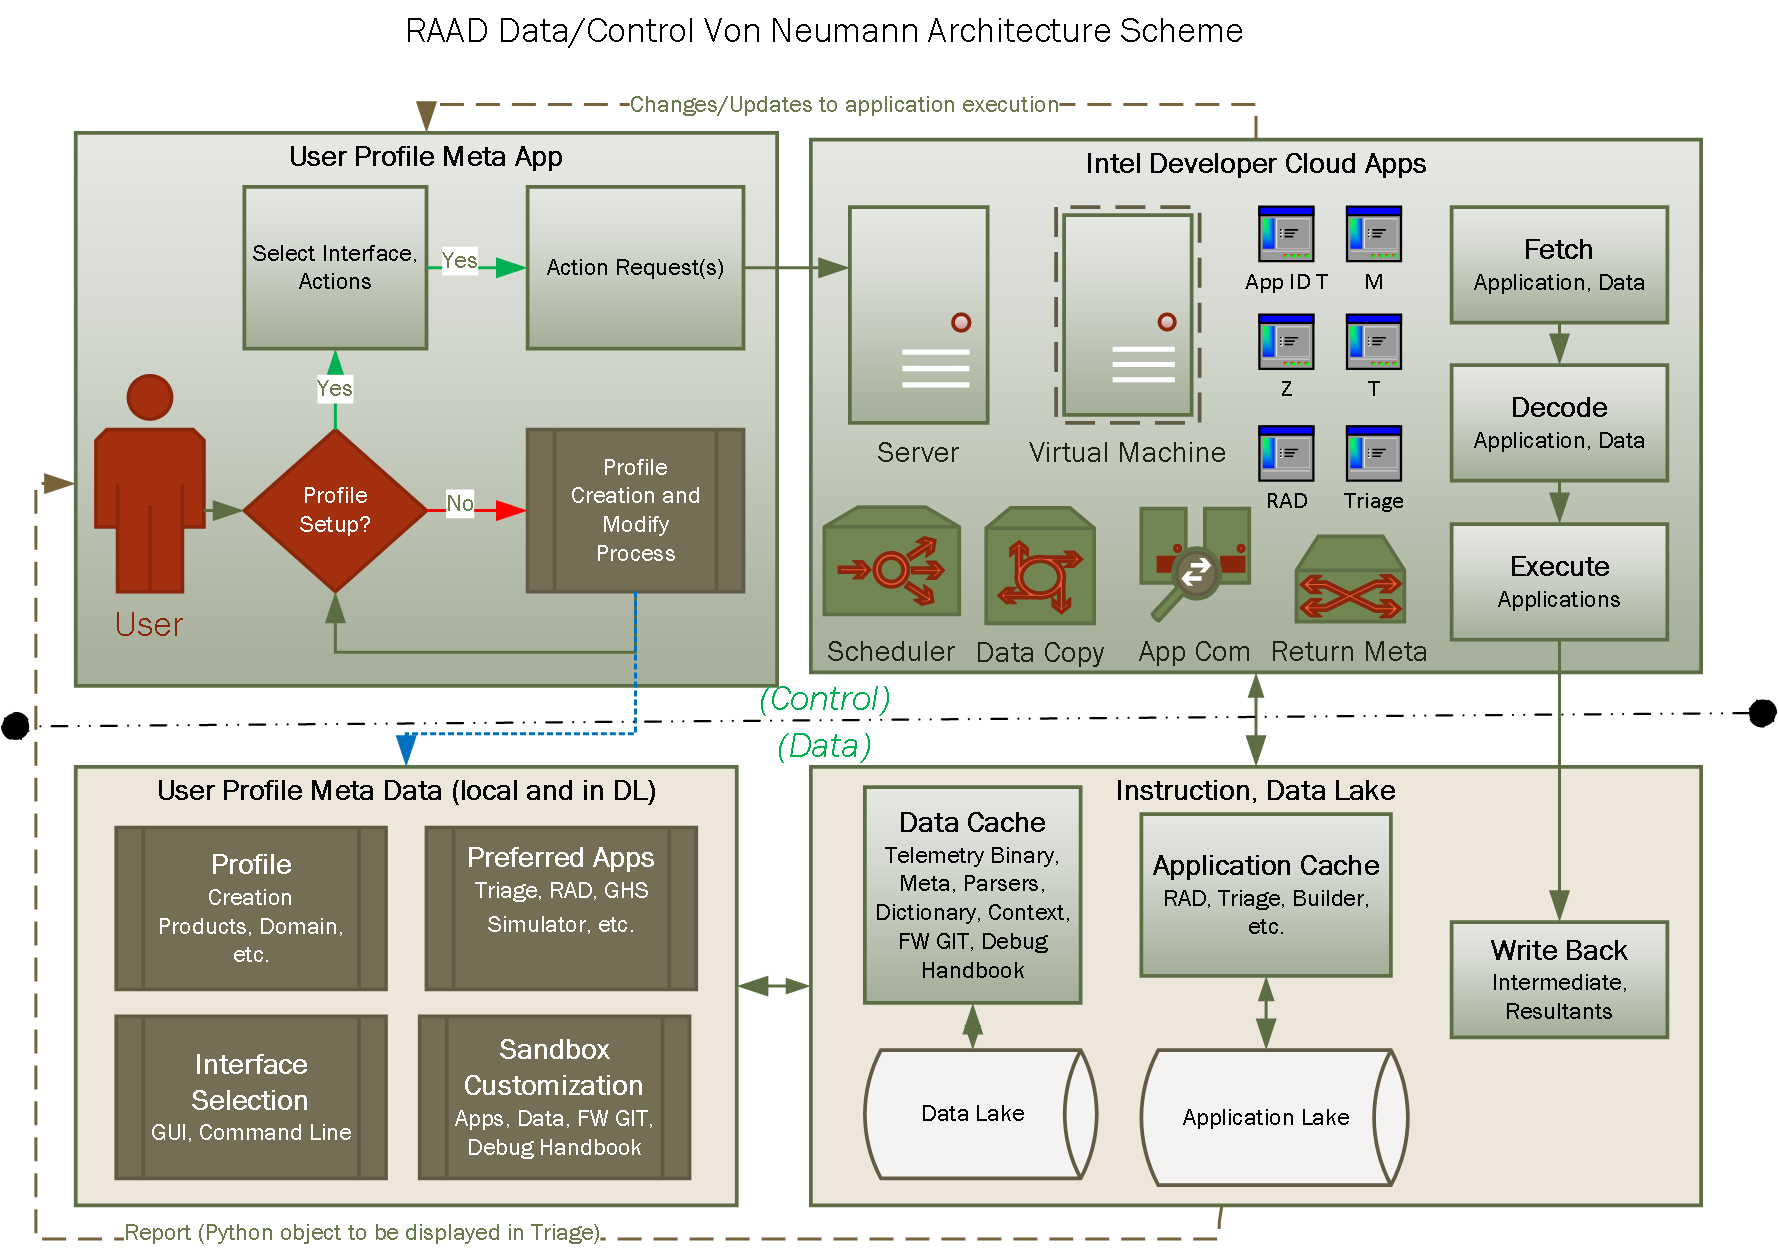 RAAD Data/Control Von Neumann Architecture Scheme
Changes/Updates to application execution
User Profile Meta App
Select Interface,
Actions
Yes
Action Request(s)
Yes
Profile
Setup?
No
Profile
Creation and
Modify
Process
User
Intel Developer Cloud Apps
Server
Virtual Machine
App ID T
M
Z
T
RAD
Triage
Fetch
Application, Data
Decode
Application, Data
Execute
Applications
Scheduler
Data Copy
App Com
Return Meta
(Control)
(Data)
User Profile Meta Data (local and in DL)
Profile
Creation
Products, Domain,
etc.
Preferred Apps
Triage, RAD, GHS
Simulator, etc.
Interface
Selection
GUI, Command Line
Sandbox
Customization
Apps, Data, FW GIT,
Debug Handbook
Instruction, Data Lake
Data Cache
Telemetry Binary,
Meta, Parsers,
Dictionary, Context,
FW GIT, Debug
Handbook
Application Cache
RAD, Triage, Builder,
etc.
Write Back
Intermediate,
Resultants
Data Lake
Application Lake
Report (Python object to be displayed in Triage)